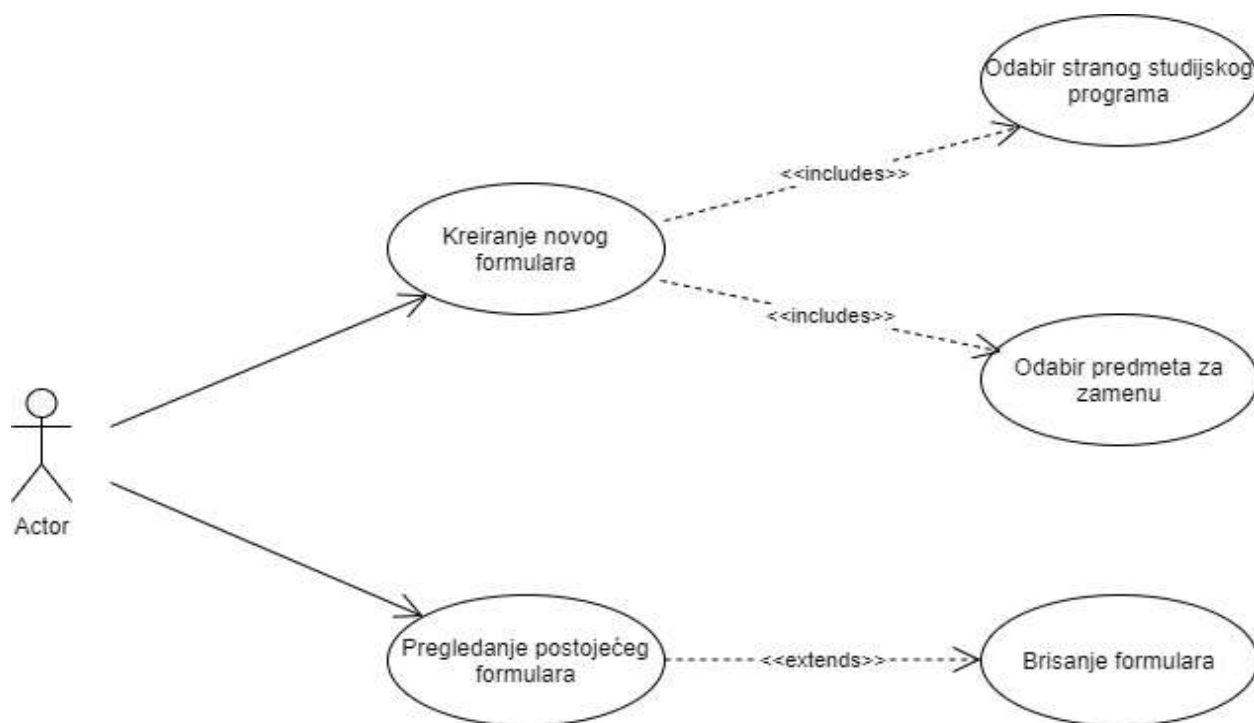 Odabir stranog studijskog
programa
<<includes>>
Kreiranje novog
formulara
<<includes>>
Odabir predmeta za
zamenu
Actor
Pregledanje postoječeg
formulara
<<extends>>
Brisanje formulara